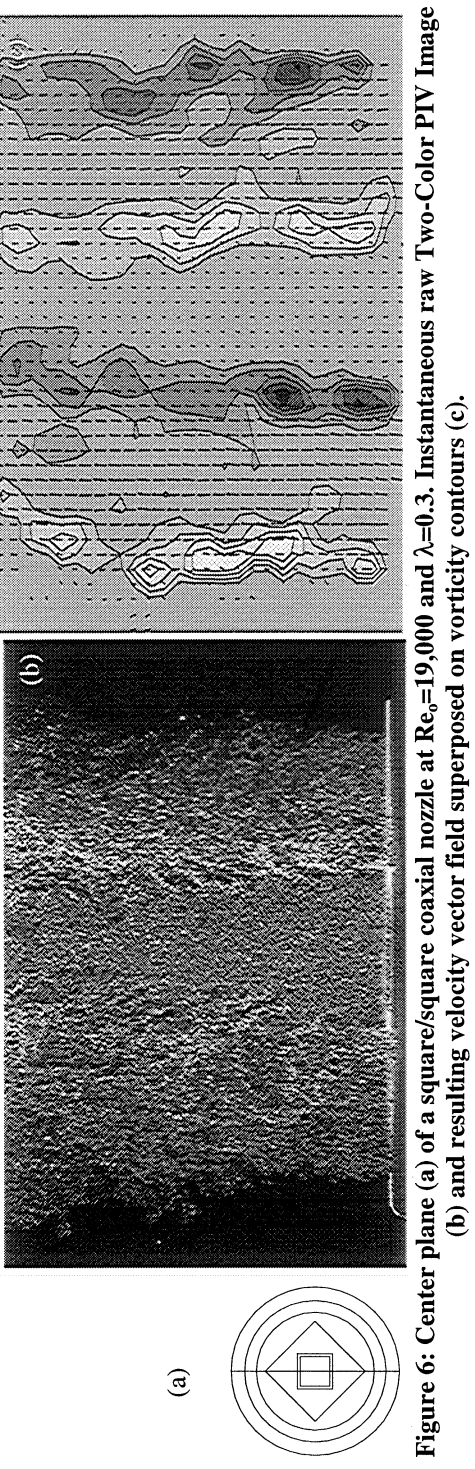 (a)
(b)
(c)
Figure 6: Center plane (a) of a square/square coaxial nozzle at Reₒ=19,000 and λ=0.3. Instantaneous raw Two-Color PIV Image
(b) and resulting velocity vector field superposed on vorticity contours (c).